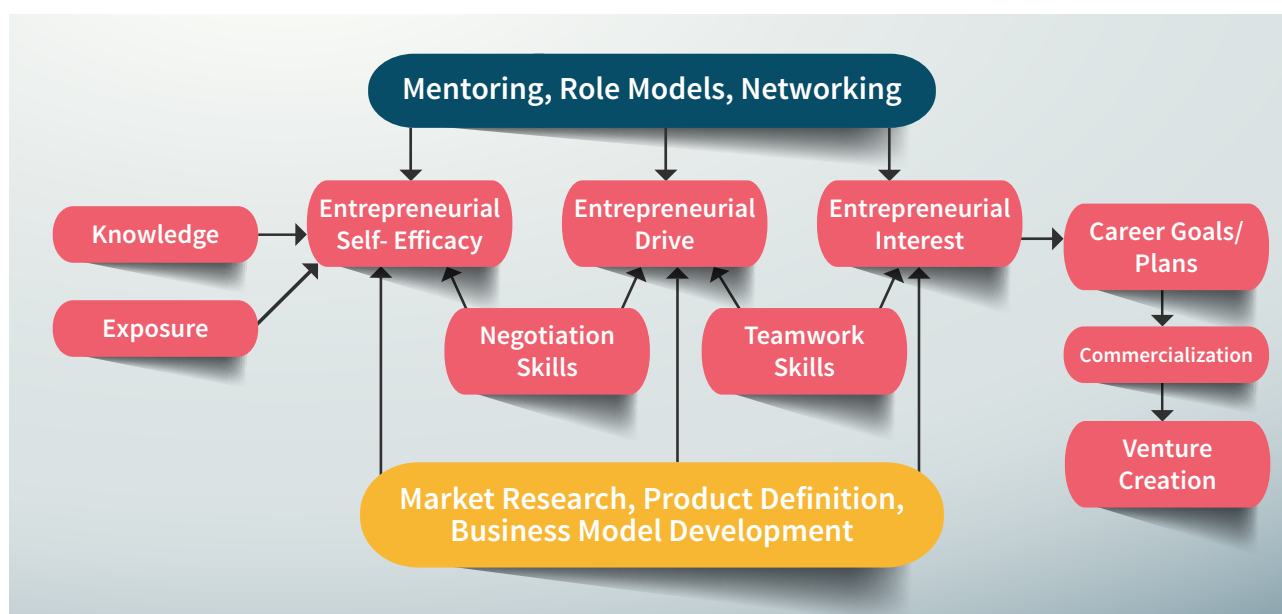 Mentoring, Role Models, Networking
Knowledge
Exposure
Entrepreneurial
Self- Efficacy
Entrepreneurial
Drive
Entrepreneurial
Interest
Career Goals/
Plans
Negotiation
Skills
Teamwork
Skills
Commercialization
Venture
Creation
Market Research, Product Definition,
Business Model Development